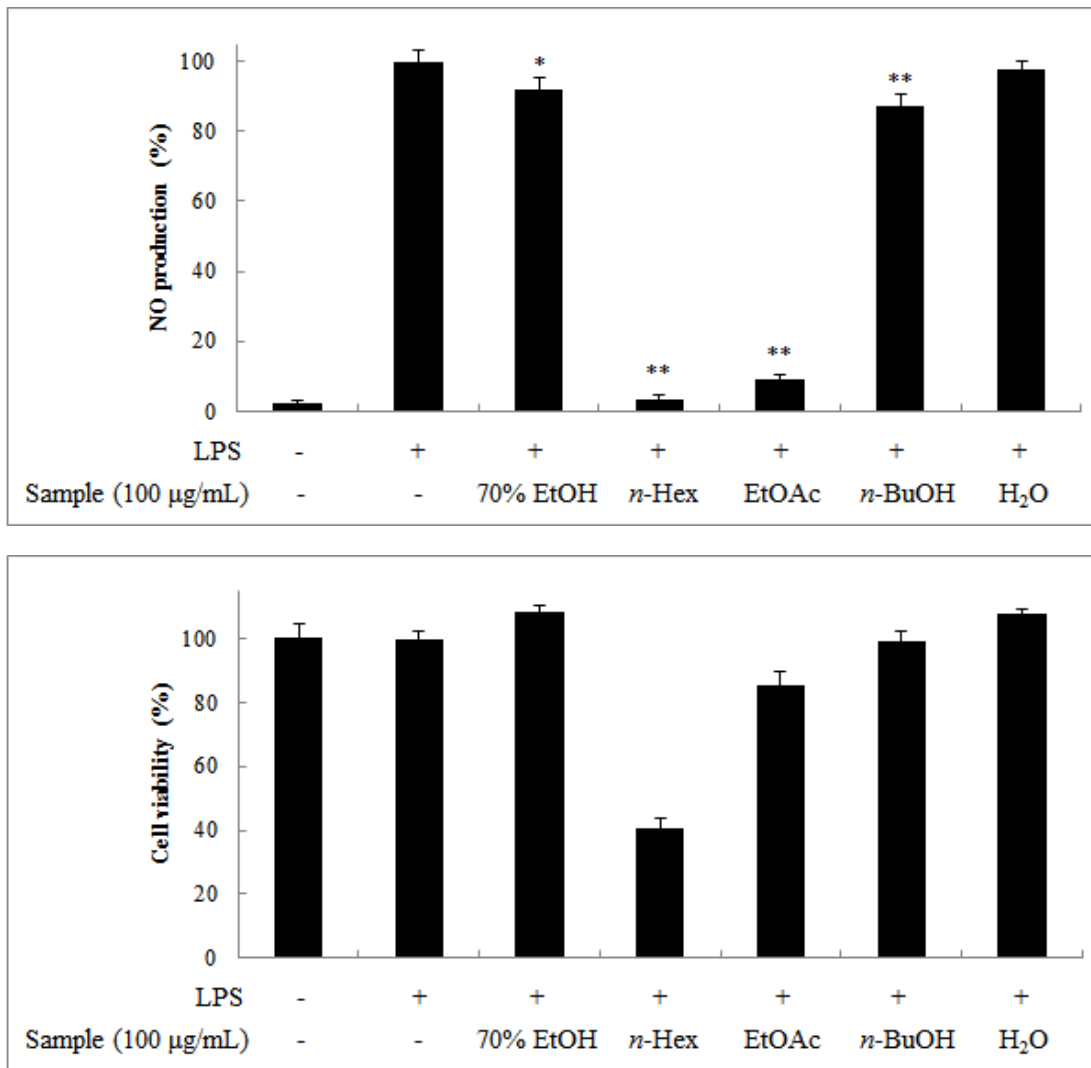 NO production (%)
100
80
60
40
20
0
*
**
**
**
LPS - + + + + + +
Sample (100 μg/mL) - - 70% EtOH n-Hex EtOAc n-BuOH H₂O
Cell viability (%)
100
80
60
40
20
0
LPS - + + + + + +
Sample (100 μg/mL) - - 70% EtOH n-Hex EtOAc n-BuOH H₂O